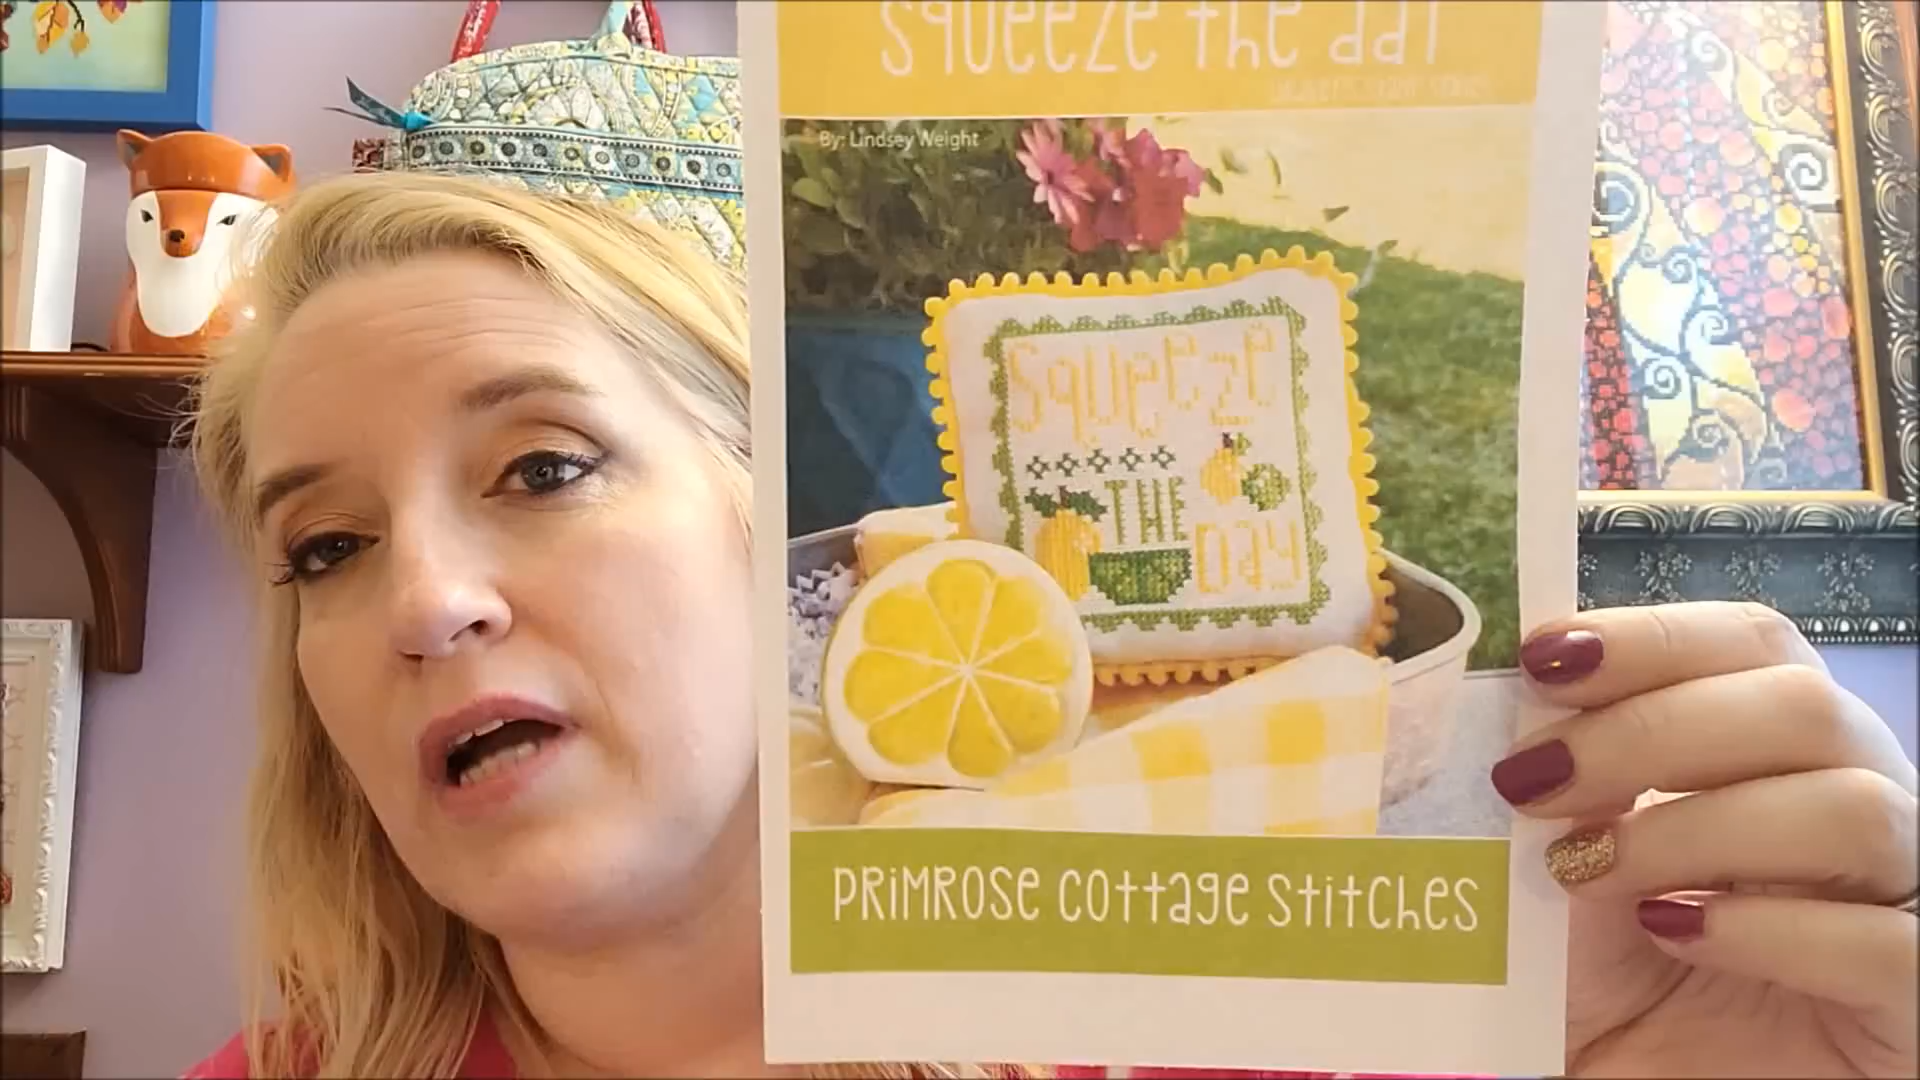 squeeze the day
By: Lindsey Weight
Squeeze
THE
Day
PRiMROSE COttage StitCHes